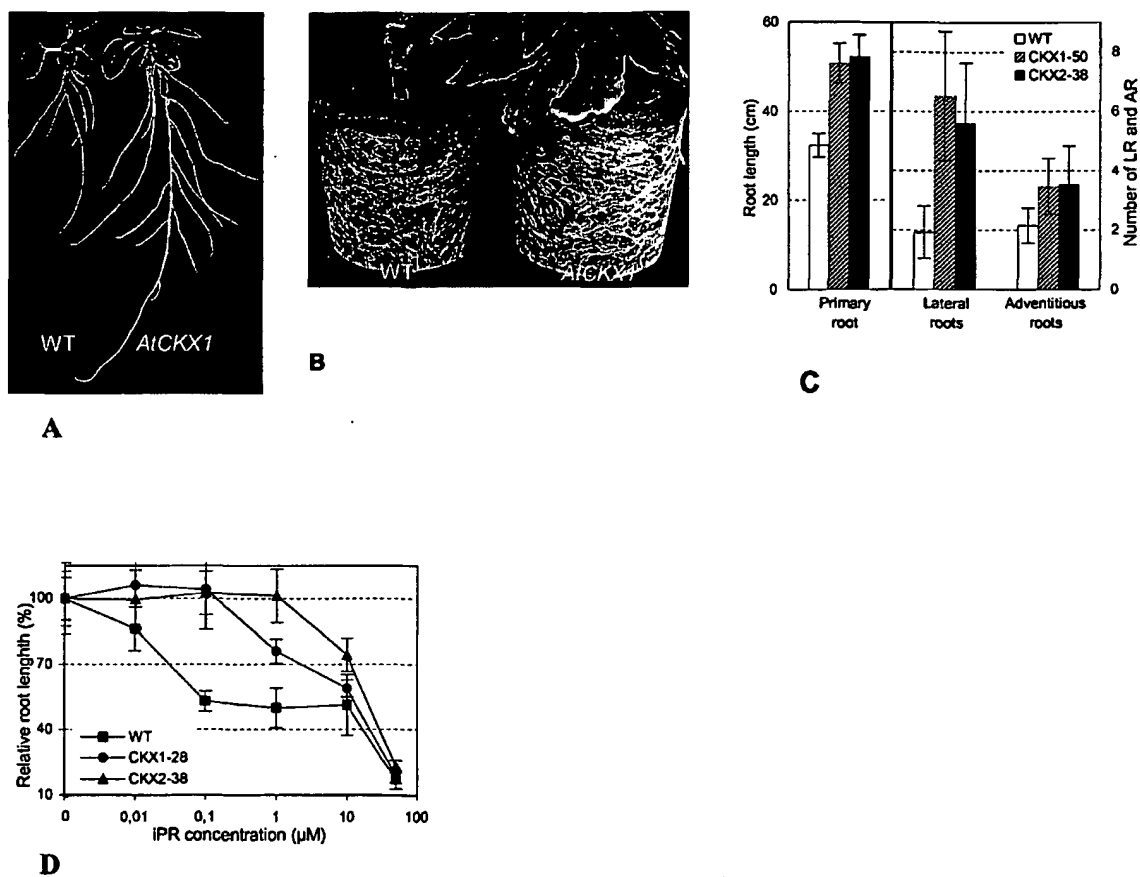 WT
AtCKX1
A
WT
AtCKX1
B
60
40
20
0
Root length (cm)
WT
CKX1-50
CKX2-38
8
6
4
2
0
Number of LR and AR
Primary root
Lateral roots
Adventitious roots
C
Relative root lenghth (%)
100
70
40
10
WT
CKX1-28
CKX2-38
0
0,01
0,1
1
10
100
iPR concentration (µM)
D